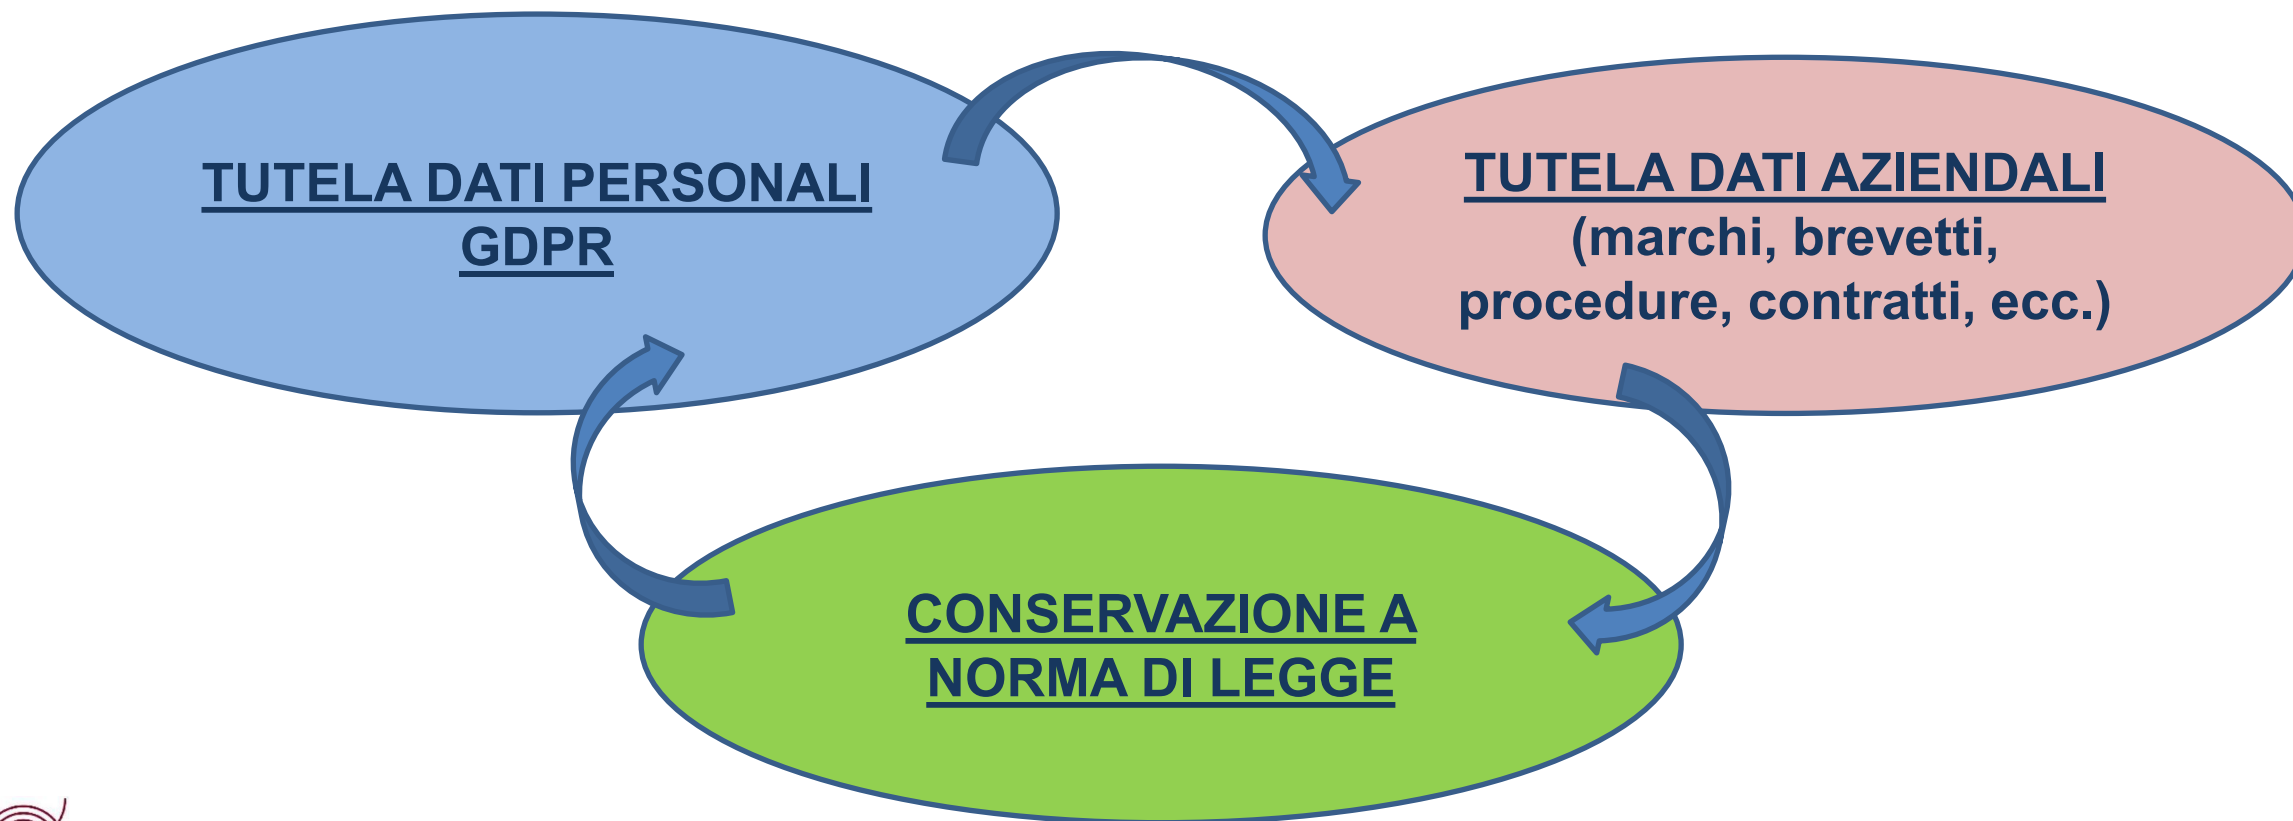 TUTELA DATI PERSONALI
GDPR
TUTELA DATI AZIENDALI
(marchi, brevetti,
procedure, contratti, ecc.)
CONSERVAZIONE A
NORMA DI LEGGE